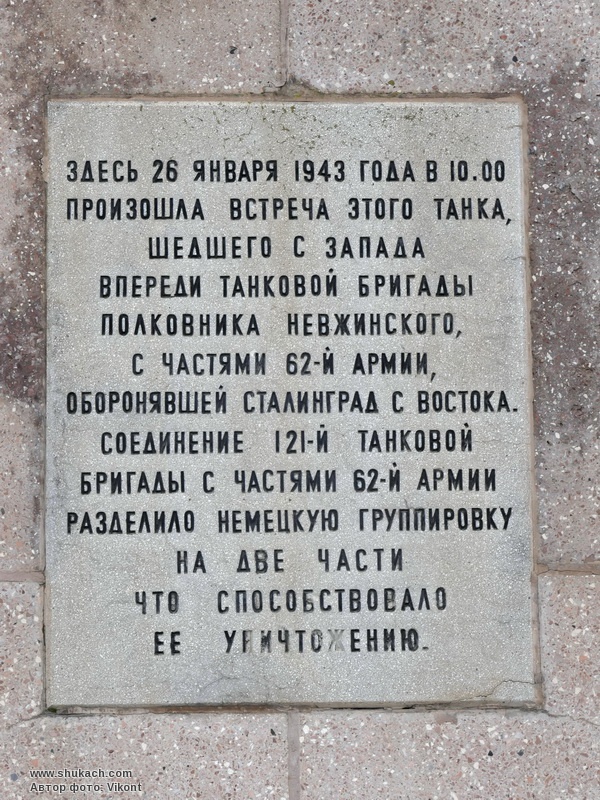 ЗДЕСЬ 26 ЯНВАРЯ 1943 ГОДА В 10.00
ПРОИЗОШЛА ВСТРЕЧА ЭТОГО ТАНКА,
ШЕДШЕГО С ЗАПАДА
ВПЕРЕДИ ТАНКОВОЙ БРИГАДЫ
ПОЛКОВНИКА НЕВЖИНСКОГО,
С ЧАСТЯМИ 62-Й АРМИИ,
ОБОРОНЯВШЕЙ СТАЛИНГРАД С ВОСТОКА.
СОЕДИНЕНИЕ 121-Й ТАНКОВОЙ
БРИГАДЫ С ЧАСТЯМИ 62-Й АРМИИ
РАЗДЕЛИЛО НЕМЕЦКУЮ ГРУППИРОВКУ
НА ДВЕ ЧАСТИ
ЧТО СПОСОБСТВОВАЛО
ЕЕ УНИЧТОЖЕНИЮ.
www.shukach.com
Автор фото: Vikont